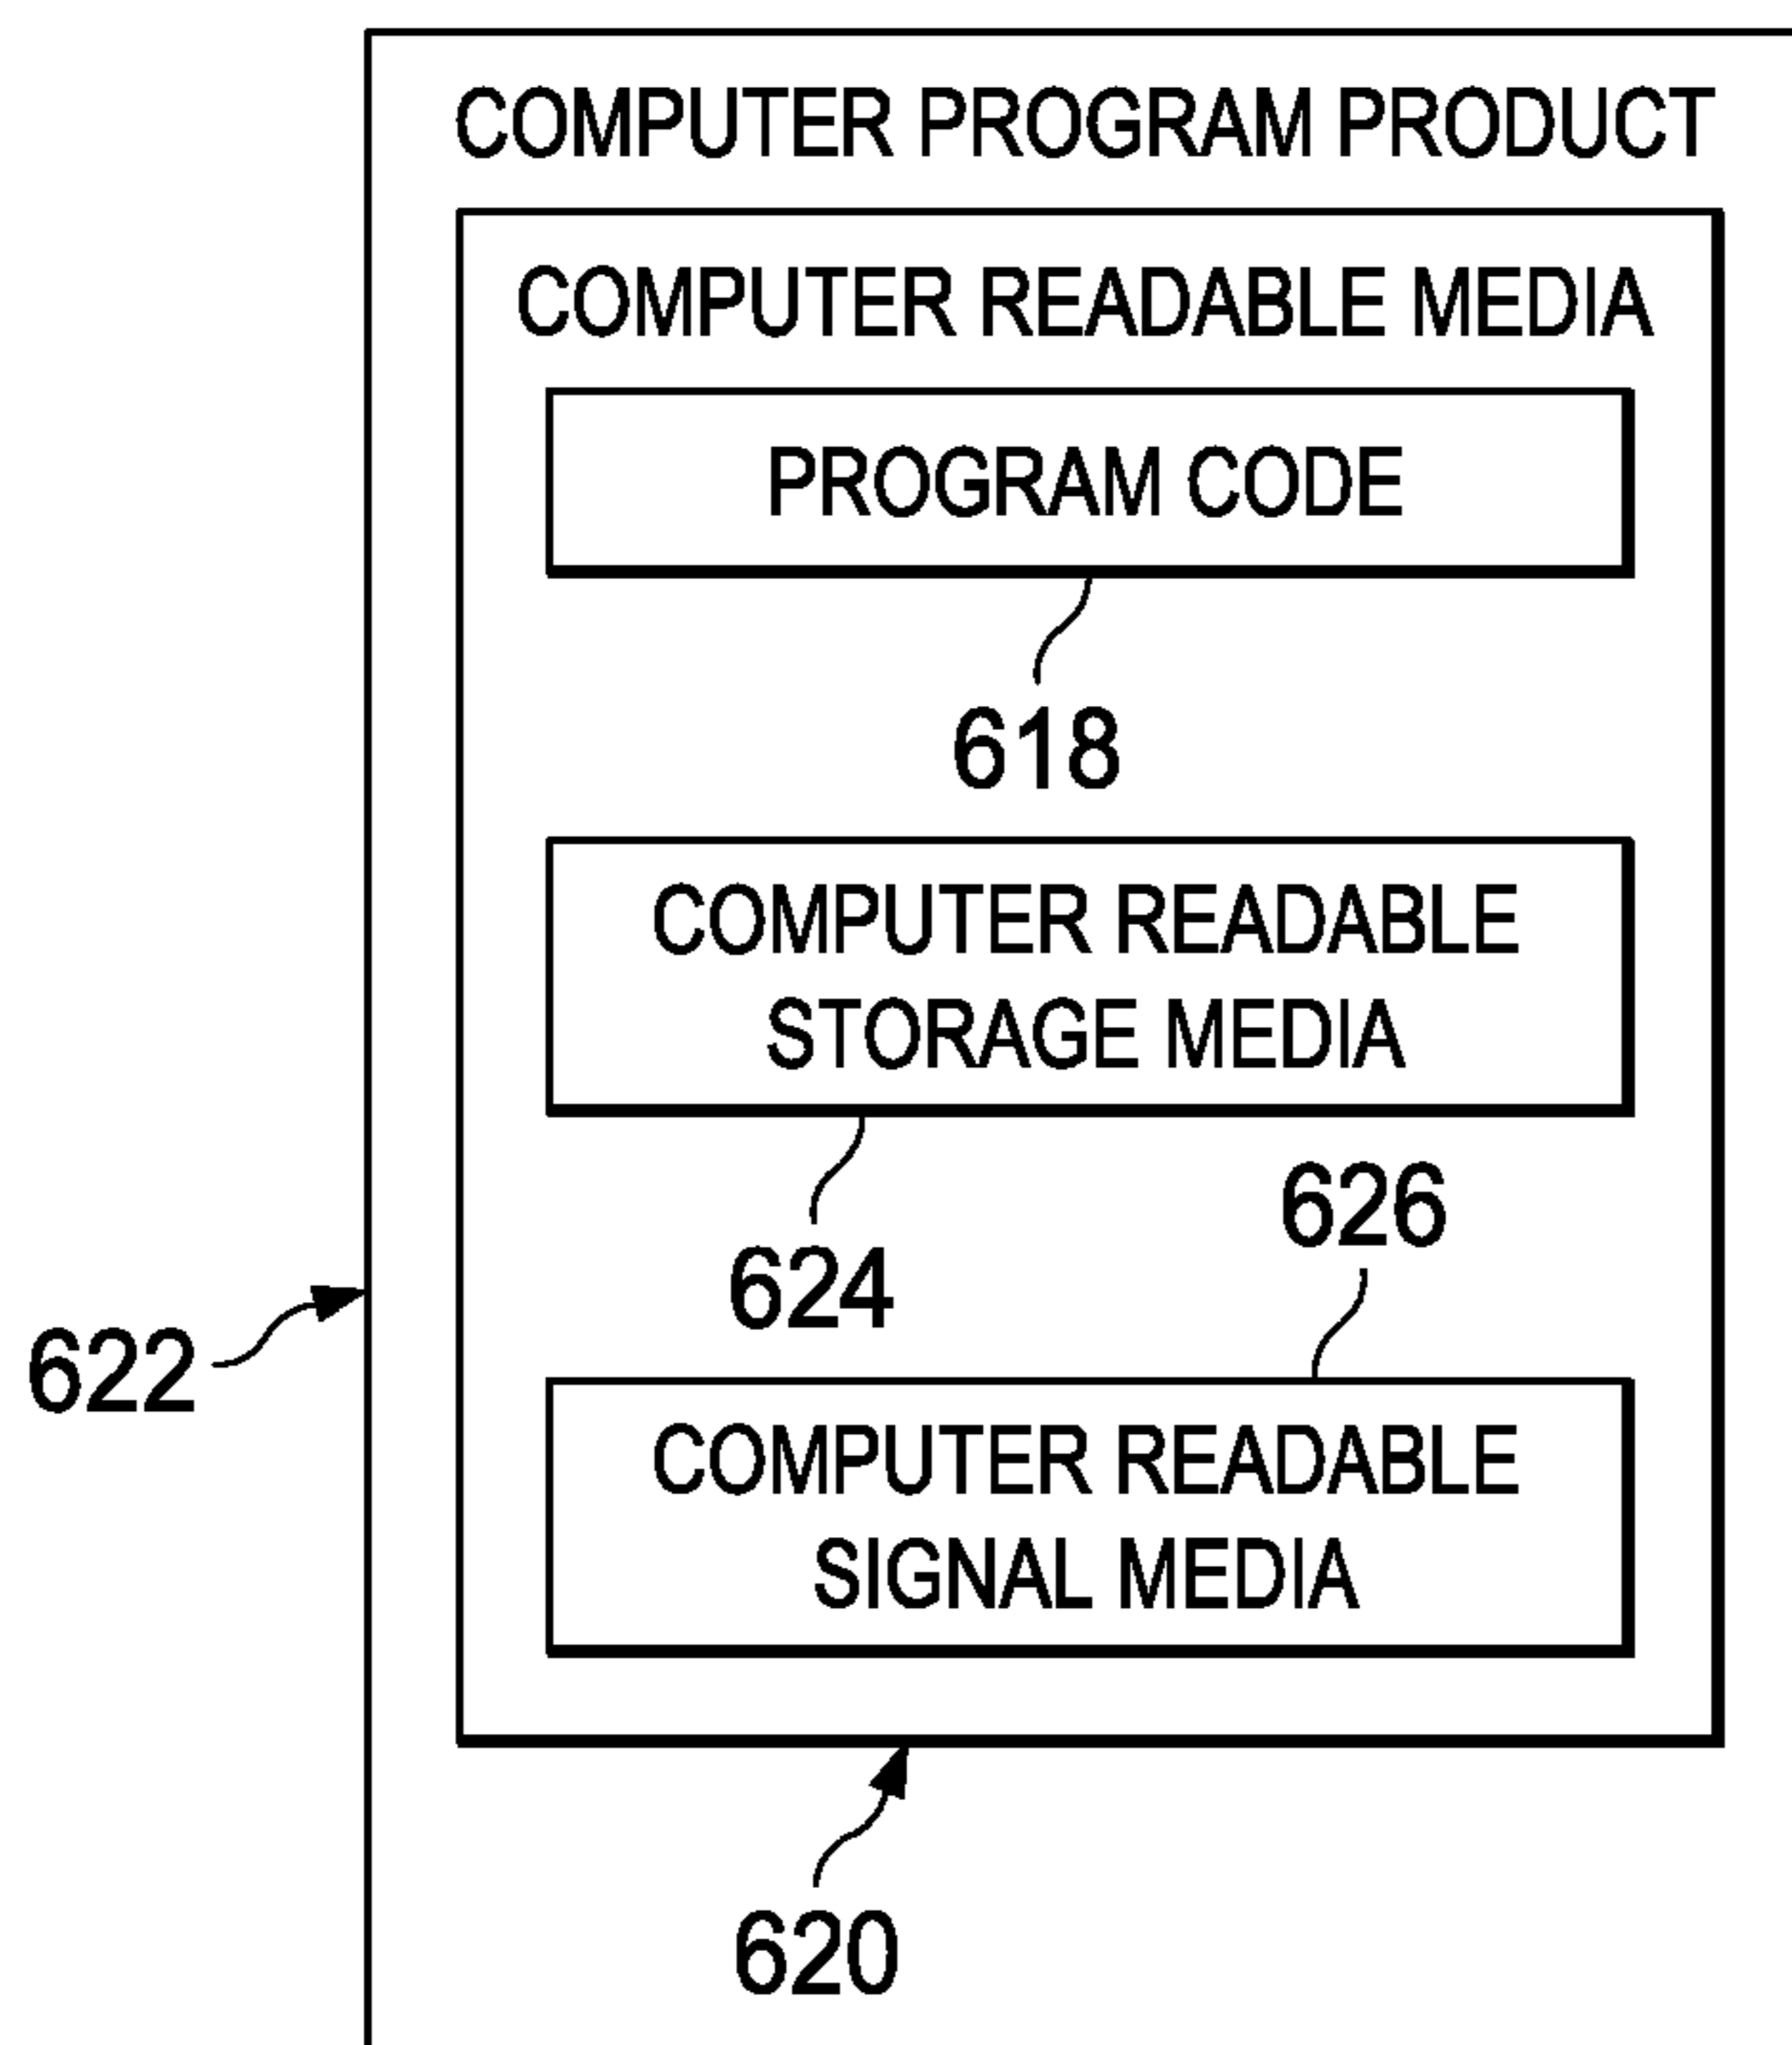 COMPUTER PROGRAM PRODUCT
COMPUTER READABLE MEDIA
PROGRAM CODE
618
COMPUTER READABLE
STORAGE MEDIA
624
626
622
COMPUTER READABLE
SIGNAL MEDIA
620